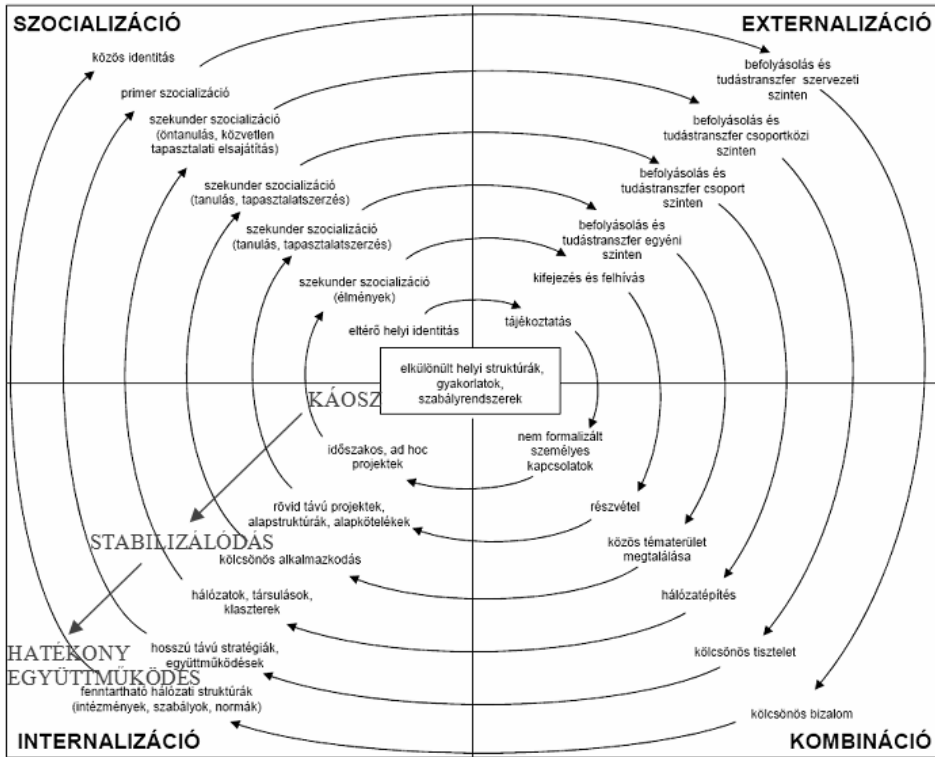 SZOCIALIZÁCIÓ
EXTERNALIZÁCIÓ
közös identitás
primer szocializáció
szekunder szocializáció
(öntanulás, közvetlen
tapasztalati elsajátítás)
szekunder szocializáció
(tanulás, tapasztalatszerzés)
szekunder szocializáció
(tanulás, tapasztalatszerzés)
szekunder szocializáció
(élmények)
eltérő helyi identitás
befolyásolás és
tudástranszfer szervezeti
szinten
befolyásolás és
tudástranszfer csoportközi
szinten
befolyásolás és
tudástranszfer csoport
szinten
befolyásolás és
tudástranszfer egyéni
szinten
kifejezés és felhívás
tájékoztatás
elkülönült helyi struktúrák,
gyakorlatok,
szabályrendszerek
KÁOSZ
STABILIZÁLÓDÁS
HATÉKONY
EGYÜTTMŰKÖDÉS
időszakos, ad hoc
projektek
rövid távú projektek,
alapstruktúrák, alapkötelékek
kölcsönös alkalmazkodás
hálózatok, társulások,
klaszterek
hosszú távú stratégiák,
együttműködések
fenntartható hálózati struktúrák
(intézmények, szabályok, normák)
nem formalizált
személyes
kapcsolatok
részvétel
közös tématerület
megtalálása
hálózatépítés
kölcsönös tisztelet
kölcsönös bizalom
INTERNALIZÁCIÓ
KOMBINÁCIÓ